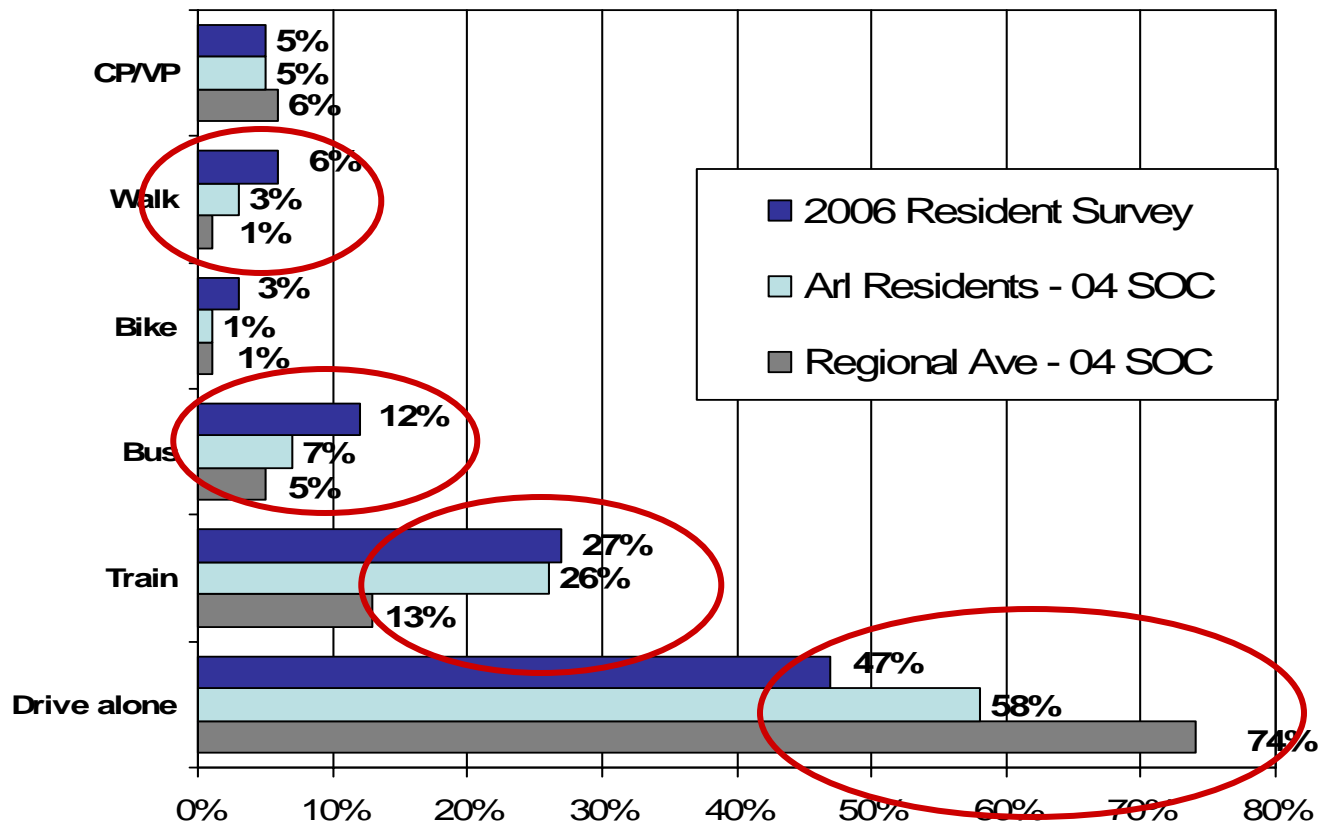 CP/VP
5%
5%
6%
Walk
6%
3%
1%
Bike
3%
1%
1%
Bus
12%
7%
5%
Train
27%
26%
13%
Drive alone
47%
58%
74%
2006 Resident Survey
Arl Residents - 04 SOC
Regional Ave - 04 SOC
0% 10% 20% 30% 40% 50% 60% 70% 80%